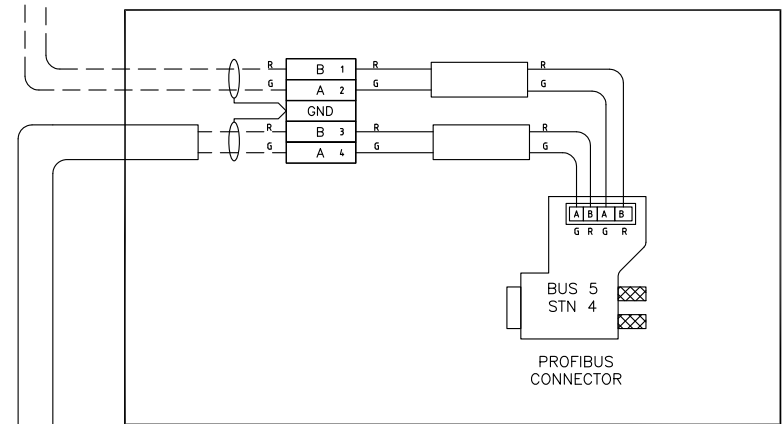 R B 1 R R
G A 2 G G
GND
R B 3 R R
G A 4 G G
A B A B
G R G R
BUS 5
STN 4
PROFIBUS
CONNECTOR